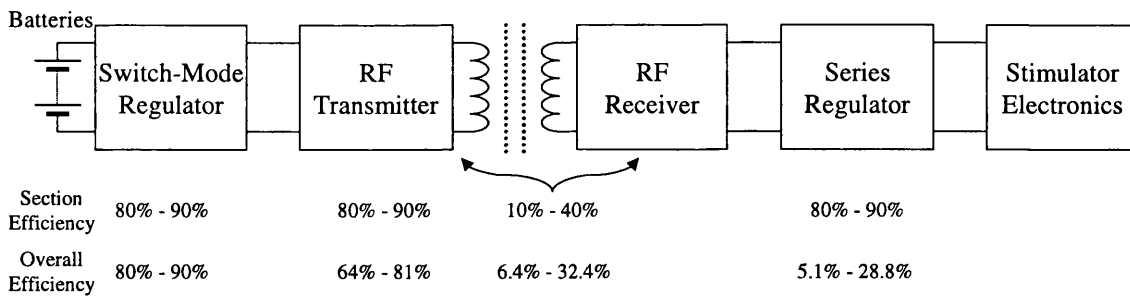 Batteries
Switch-Mode
Regulator
RF
Transmitter
RF
Receiver
Series
Regulator
Stimulator
Electronics
Section
Efficiency
80% - 90%
80% - 90%
10% - 40%
80% - 90%
Overall
Efficiency
80% - 90%
64% - 81%
6.4% - 32.4%
5.1% - 28.8%